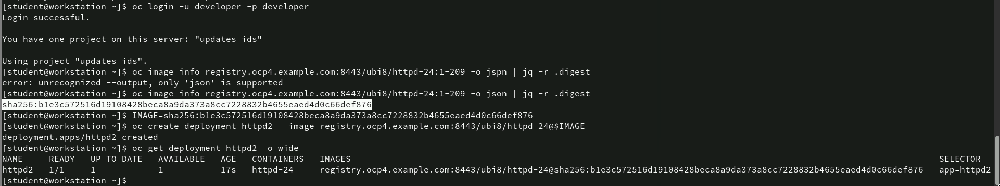 [student@workstation ~]$ oc login -u developer -p developer
Login successful.
You have one project on this server: "updates-ids"
Using project "updates-ids".
[student@workstation ~]$ oc image info registry.ocp4.example.com:8443/ubi8/httpd-24:1-209 -o jspn | jq -r .digest
error: unrecognized --output, only 'json' is supported
[student@workstation ~]$ oc image info registry.ocp4.example.com:8443/ubi8/httpd-24:1-209 -o json | jq -r .digest
sha256:b1e3c572516d19108428beca8a9da373a8cc7228832b4655eaed4d0c66def876
[student@workstation ~]$ IMAGE=sha256:b1e3c572516d19108428beca8a9da373a8cc7228832b4655eaed4d0c66def876
[student@workstation ~]$ oc create deployment httpd2 --image registry.ocp4.example.com:8443/ubi8/httpd-24@$IMAGE
deployment.apps/httpd2 created
[student@workstation ~]$ oc get deployment httpd2 -o wide
NAME READY UP-TO-DATE AVAILABLE AGE CONTAINERS IMAGES SELECTOR
httpd2 1/1 1 1 17s httpd-24 registry.ocp4.example.com:8443/ubi8/httpd-24@sha256:b1e3c572516d19108428beca8a9da373a8cc7228832b4655eaed4d0c66def876 app=httpd2
[student@workstation ~]$